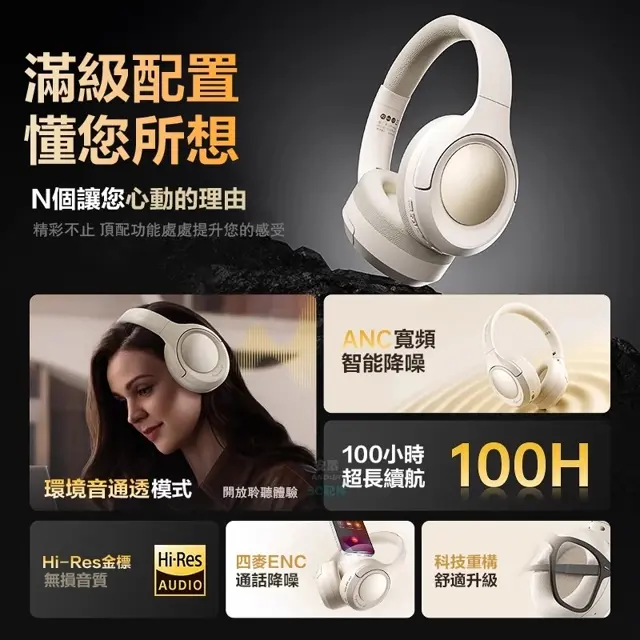 滿級配置
懂您所想
N個讓您心動的理由
精彩不止 頂配功能處處提升您的感受
環境音通透模式
開放聆聽體驗
ANC寬頻
智能降噪
100小時
超長續航
100H
Hi-Res金標
無損音質
Hi-Res
AUDIO
四麥ENC
通話降噪
科技重構
舒適升級